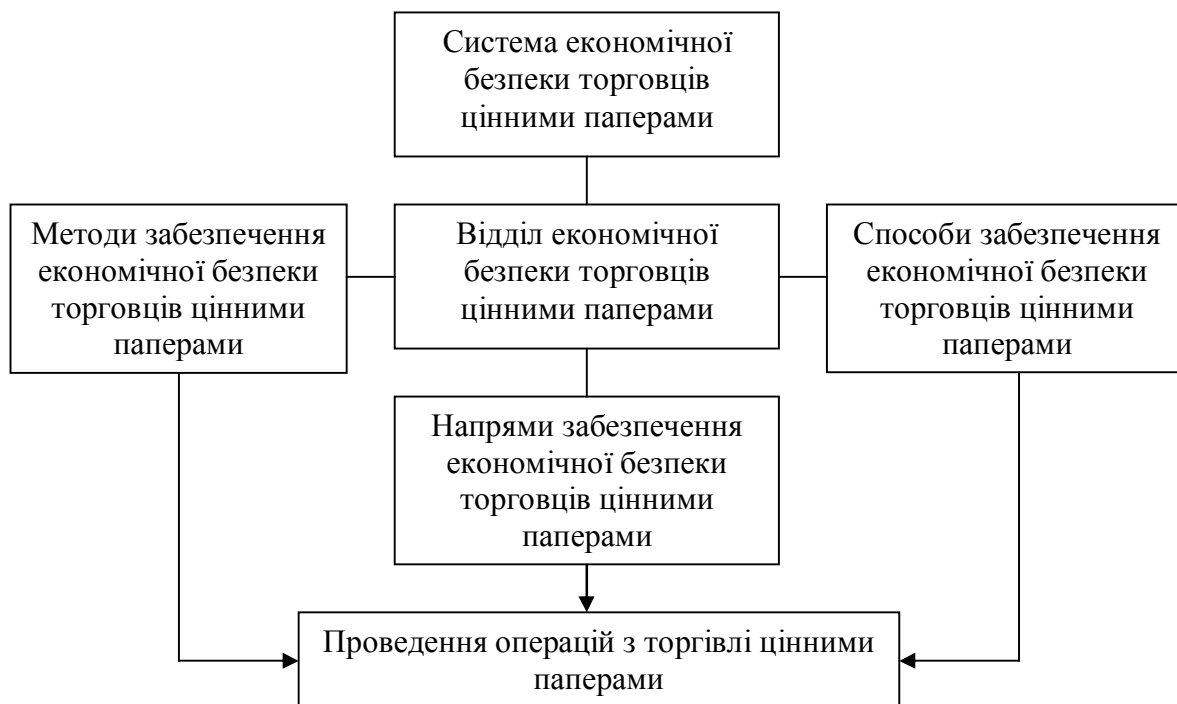 Система економічної
безпеки торговців
цінними паперами
Методи забезпечення
економічної безпеки
торговців цінними
паперами
Відділ економічної
безпеки торговців
цінними паперами
Способи забезпечення
економічної безпеки
торговців цінними
паперами
Напрями забезпечення
економічної безпеки
торговців цінними
паперами
Проведення операцій з торгівлі цінними
паперами